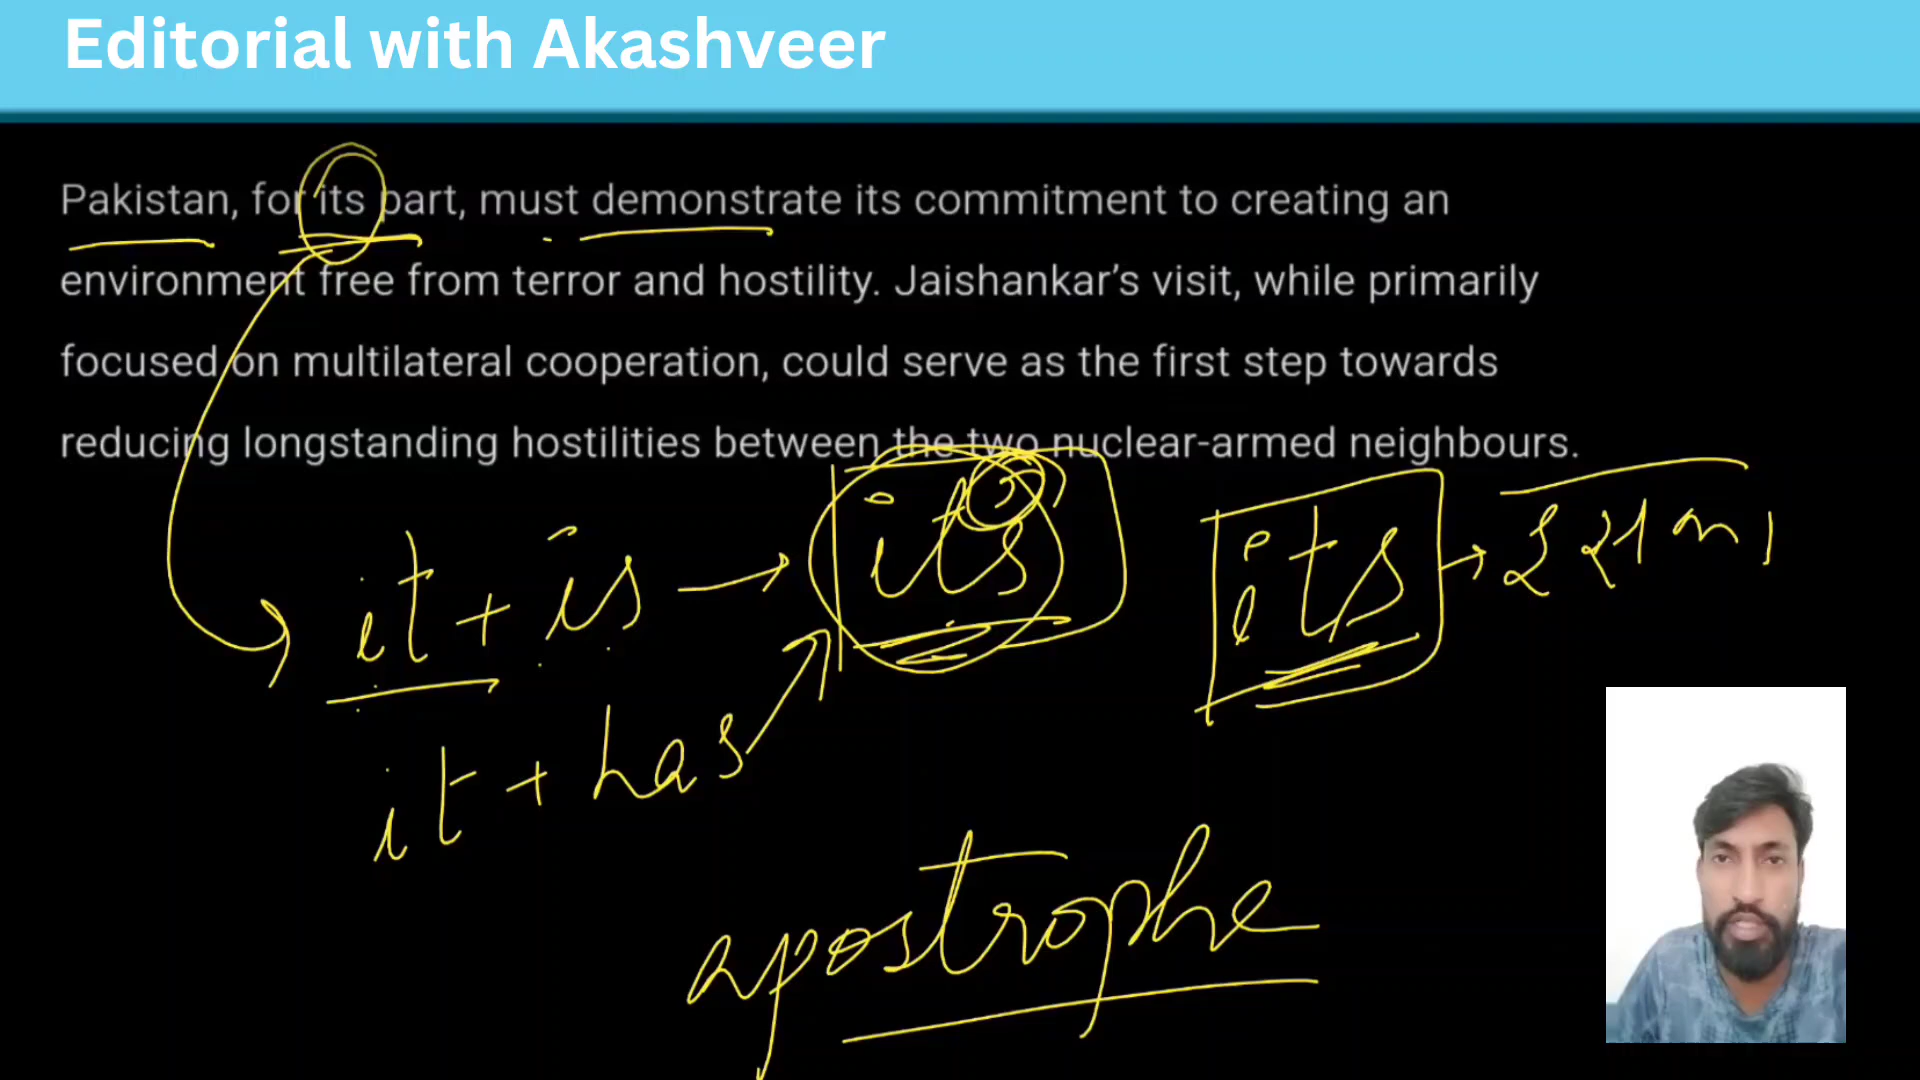 Editorial with Akashveer
Pakistan, for its part, must demonstrate its commitment to creating an
environment free from terror and hostility. Jaishankar’s visit, while primarily
focused on multilateral cooperation, could serve as the first step towards
reducing longstanding hostilities between the two nuclear-armed neighbours.
it + is → it's
its →
it + has
apostrophe